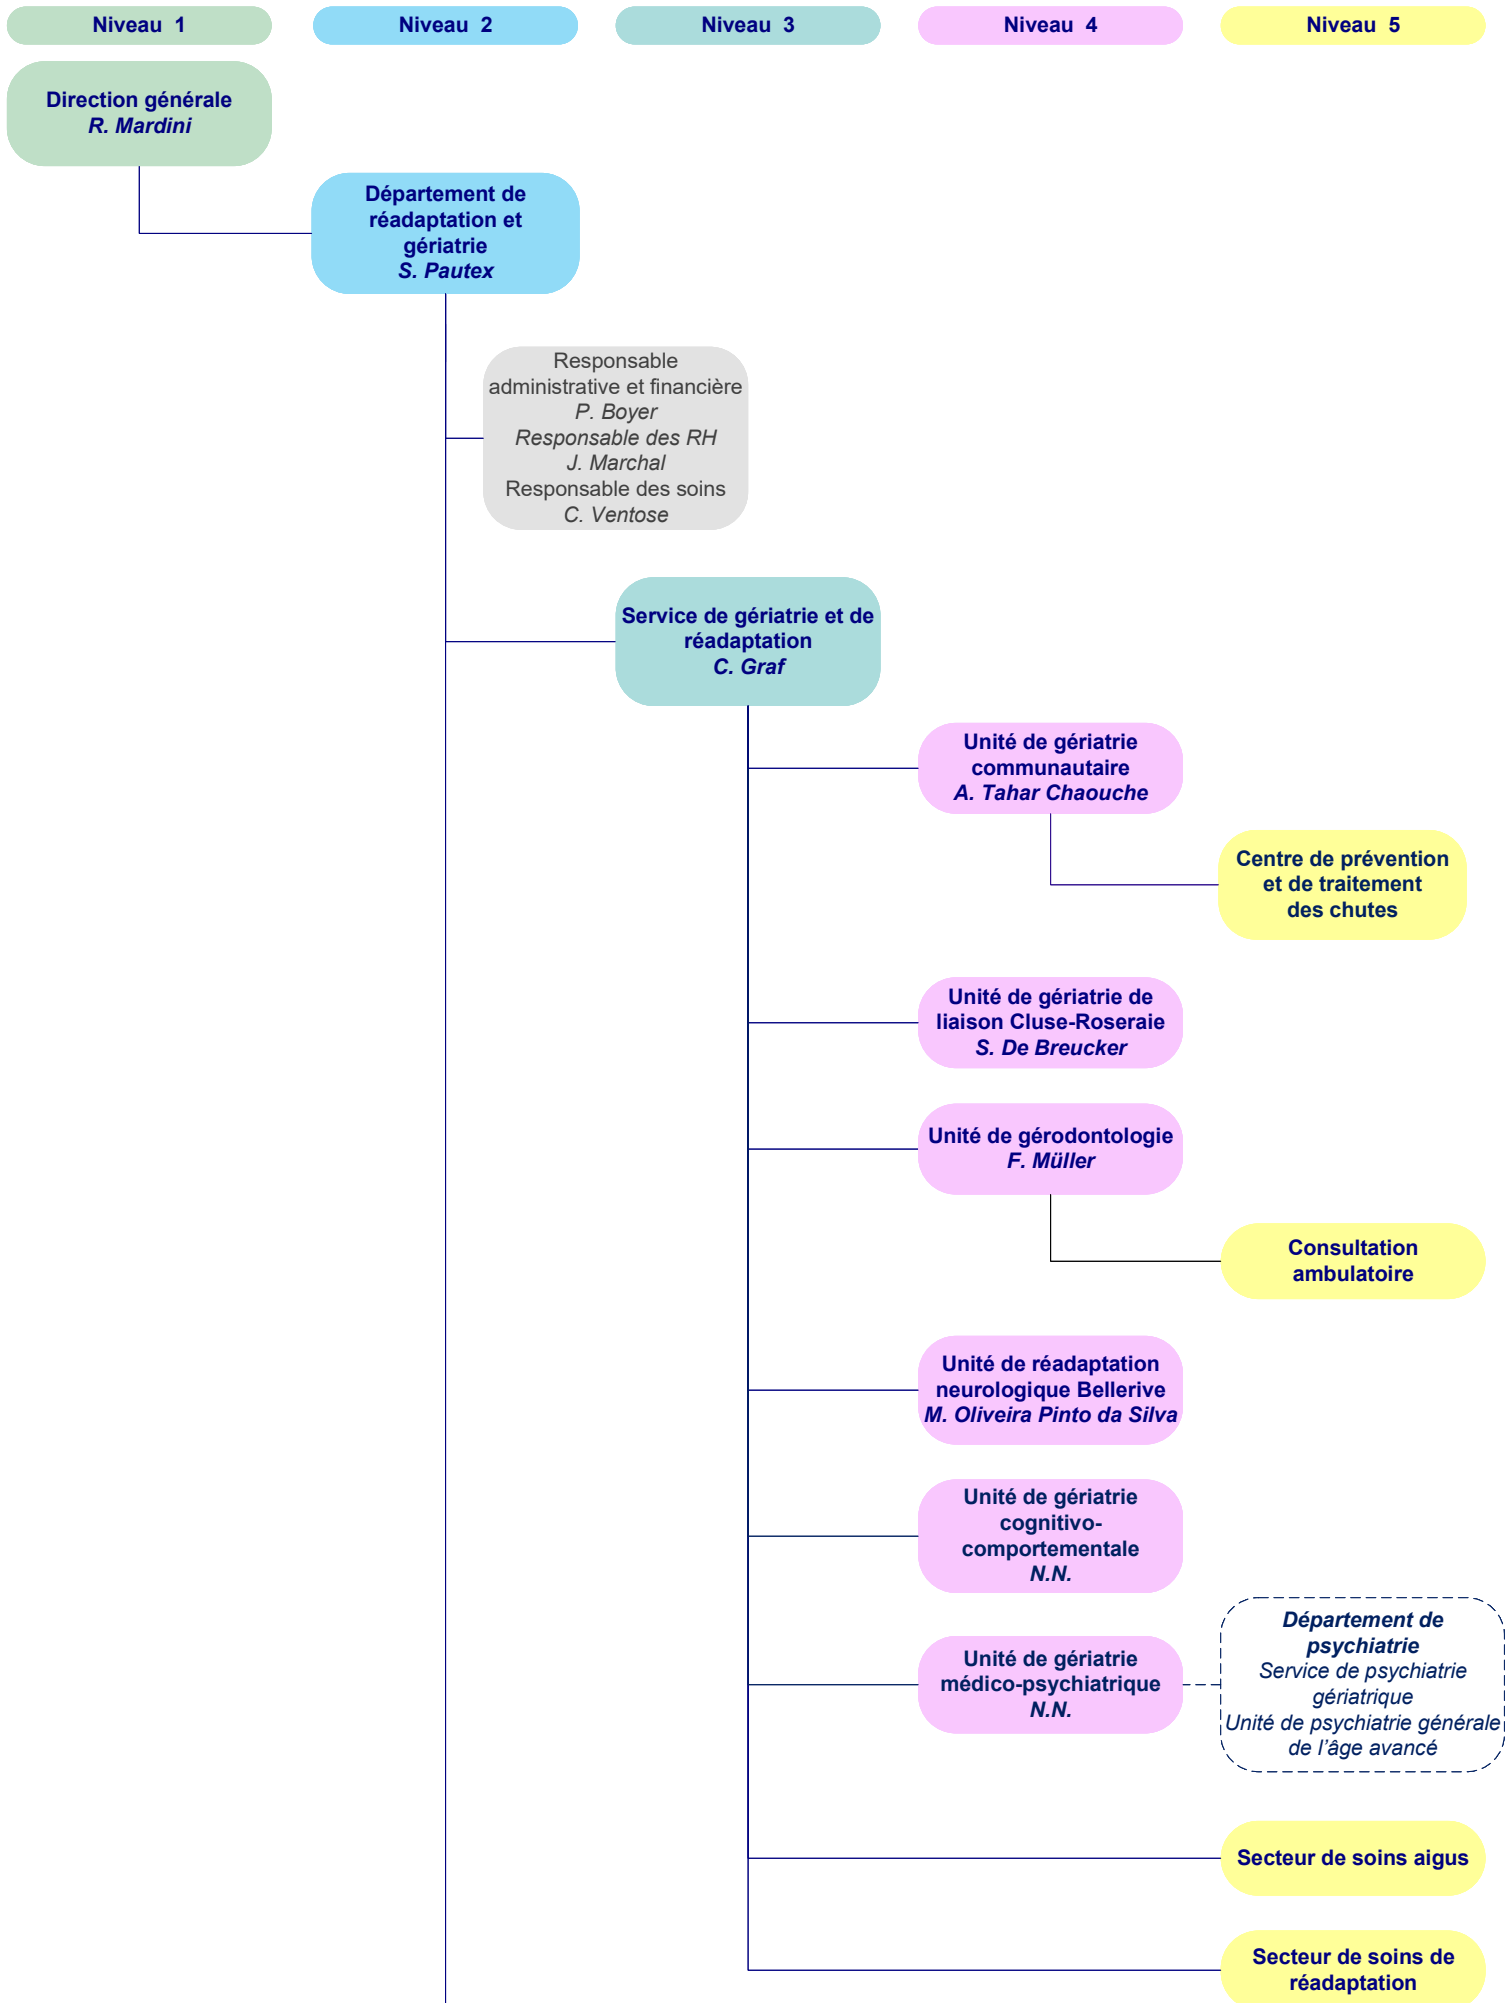 Niveau 1
Niveau 2
Niveau 3
Niveau 4
Niveau 5
Direction générale
R. Mardini
Département de
réadaptation et
gériatrie
S. Pautex
Responsable
administrative et financière
P. Boyer
Responsable des RH
J. Marchal
Responsable des soins
C. Ventose
Service de gériatrie et de
réadaptation
C. Graf
Unité de gériatrie
communautaire
A. Tahar Chaouche
Centre de prévention
et de traitement
des chutes
Unité de gériatrie de
liaison Cluse-Roseraie
S. De Breucker
Unité de gérodontologie
F. Müller
Consultation
ambulatoire
Unité de réadaptation
neurologique Bellerive
M. Oliveira Pinto da Silva
Unité de gériatrie
cognitivo-
comportementale
N.N.
Unité de gériatrie
médico-psychiatrique
N.N.
Département de
psychiatrie
Service de psychiatrie
gériatrique
Unité de psychiatrie générale
de l’âge avancé
Secteur de soins aigus
Secteur de soins de
réadaptation